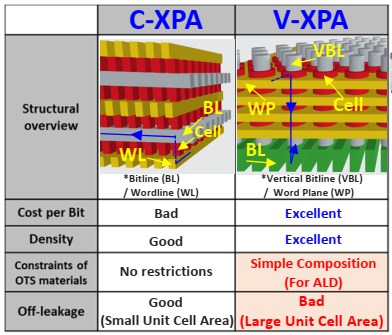 C-XPA
V-XPA
Structural
overview
BL
Cell
WL
*Bitline (BL)
/ Wordline (WL)
VBL
WP
Cell
BL
*Vertical Bitline (VBL)
/ Word Plane (WP)
Cost per Bit
Bad
Excellent
Density
Good
Excellent
Constraints of
OTS materials
No restrictions
Simple Composition
(For ALD)
Off-leakage
Good
(Small Unit Cell Area)
Bad
(Large Unit Cell Area)